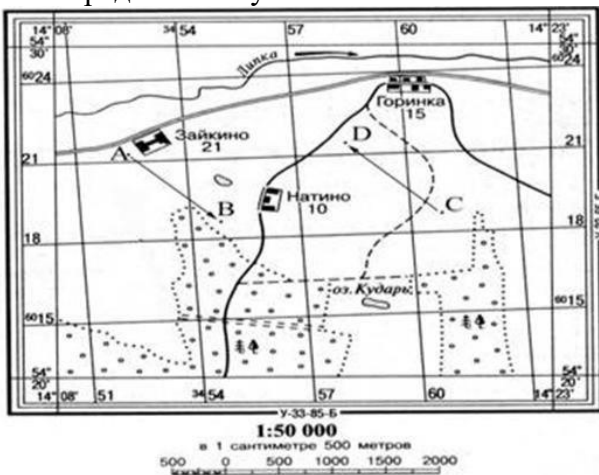 14° 08' 34 54 57 60 14° 23'
54° 30' 54° 30'
60 24 Липка 60 24
Горинка
15
Зайкино
21
A D
21 21
B Натино C
10
18 18
оз. Кударь
60 15 60 15
54° 20' 54° 20'
14° 08' 51 34 54 57 60 14° 23'
У-33-85-Б
1:50 000
в 1 сантиметре 500 метров
500 0 500 1000 1500 2000